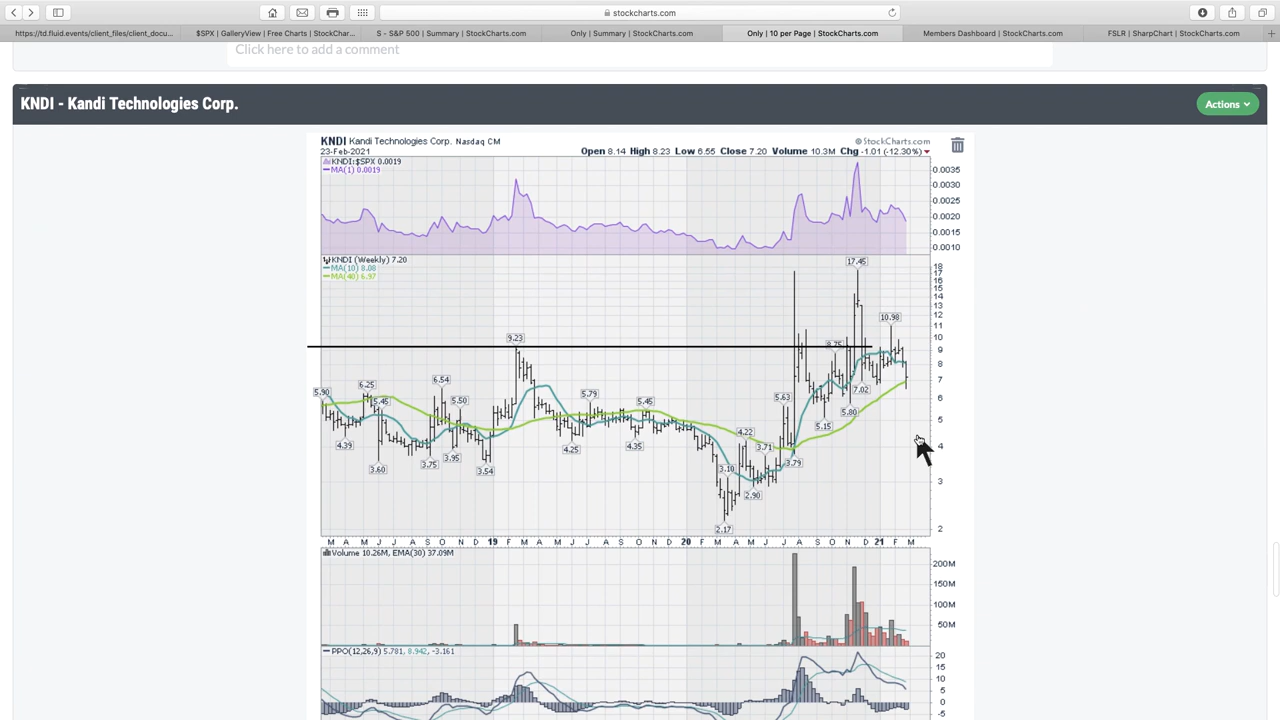 stockcharts.com
https://td.fluid.events/client_files/client_docu...
$SPX | GalleryView | Free Charts | StockChar...
S - S&P 500 | Summary | StockCharts.com
Only | Summary | StockCharts.com
Only | 10 per Page | StockCharts.com
Members Dashboard | StockCharts.com
FSLR | SharpChart | StockCharts.com
Click here to add a comment
KNDI - Kandi Technologies Corp.
Actions
KNDI Kandi Technologies Corp. Nasdaq CM
© StockCharts.com
23-Feb-2021
Open 8.14 High 8.23 Low 6.55 Close 7.20 Volume 10.3M Chg -1.01 (-12.30%)
KNDI:$SPX 0.0019
MA(1) 0.0019
0.0035
0.0030
0.0025
0.0020
0.0015
0.0010
KNDI (Weekly) 7.20
MA(10) 8.08
MA(40) 6.97
17.45
10.98
9.23
8.75
5.90
6.25
5.45
6.54
5.50
5.79
5.45
5.63
7.02
5.80
5.15
4.39
3.60
3.75
3.95
3.54
4.25
4.35
4.22
3.71
3.79
3.10
2.90
2.17
18
17
16
15
14
13
12
11
10
9
8
7
6
5
4
3
2
M A M J J A S O N D 19 F M A M J J A S O N D 20 F M A M J J A S O N D 21 F M
Volume 10.26M, EMA(30) 37.09M
200M
150M
100M
50M
PPO(12,26,9) 5.781, 8.942, -3.161
20
15
10
5
0
-5